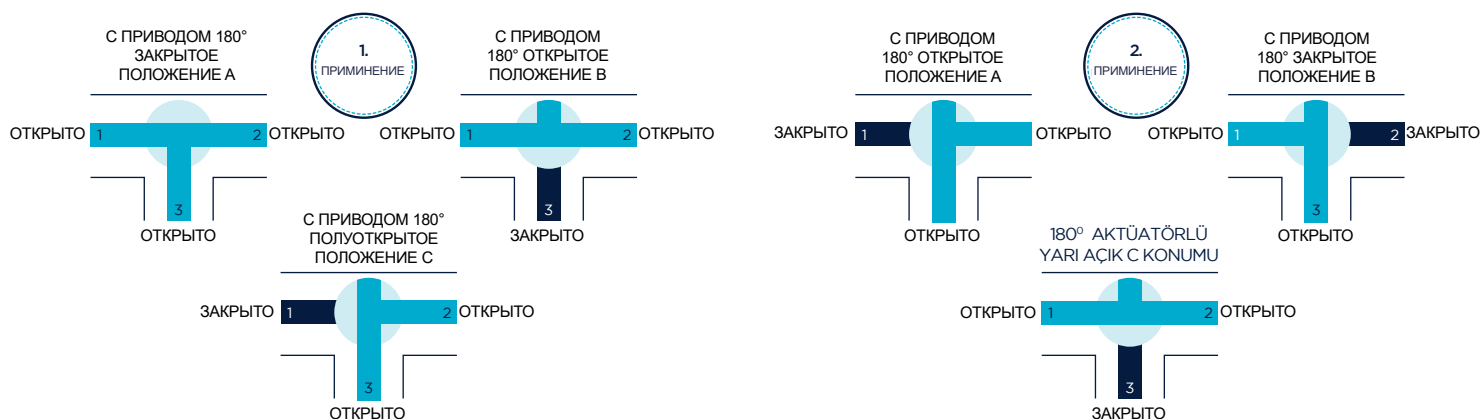 С ПРИВОДОМ 180°
ЗАКРЫТОЕ
ПОЛОЖЕНИЕ A
ОТКРЫТО
1
2
ОТКРЫТО
3
ОТКРЫТО
1.
ПРИМИНЕНИЕ
С ПРИВОДОМ
180° ОТКРЫТОЕ
ПОЛОЖЕНИЕ B
ОТКРЫТО
1
2
ОТКРЫТО
3
ЗАКРЫТО
С ПРИВОДОМ 180°
ПОЛУОТКРЫТОЕ
ПОЛОЖЕНИЕ C
ЗАКРЫТО
1
2
ОТКРЫТО
3
ОТКРЫТО
С ПРИВОДОМ
180° ОТКРЫТОЕ
ПОЛОЖЕНИЕ A
ЗАКРЫТО
1
ОТКРЫТО
ОТКРЫТО
2.
ПРИМИНЕНИЕ
С ПРИВОДОМ
180° ЗАКРЫТОЕ
ПОЛОЖЕНИЕ B
ОТКРЫТО
1
2
ЗАКРЫТО
3
ОТКРЫТО
180⁰ AKTÜATÖRLÜ
YARI AÇIK C KONUMU
ОТКРЫТО
1
2
ОТКРЫТО
3
ЗАКРЫТО